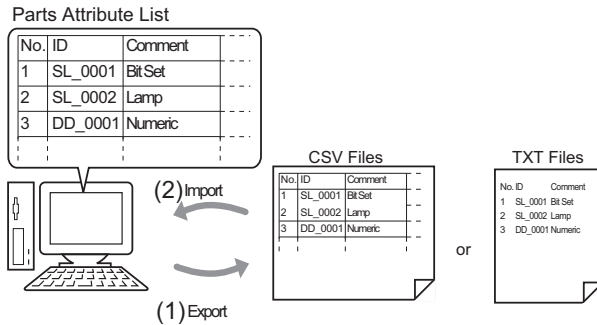 Parts Attribute List
No. ID Comment
1 SL_0001 Bit Set
2 SL_0002 Lamp
3 DD_0001 Numeric
(2) Import
(1) Export
CSV Files
No. ID Comment
1 SL_0001 Bit Set
2 SL_0002 Lamp
3 DD_0001 Numeric
or
TXT Files
No. ID Comment
1 SL_0001 Bit Set
2 SL_0002 Lamp
3 DD_0001 Numeric